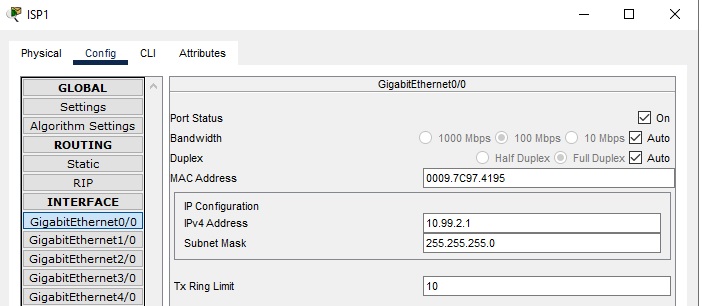 ISP1
Physical Config CLI Attributes
GLOBAL
Settings
Algorithm Settings
ROUTING
Static
RIP
INTERFACE
GigabitEthernet0/0
GigabitEthernet1/0
GigabitEthernet2/0
GigabitEthernet3/0
GigabitEthernet4/0
GigabitEthernet0/0
Port Status On
Bandwidth 1000 Mbps 100 Mbps 10 Mbps Auto
Duplex Half Duplex Full Duplex Auto
MAC Address 0009.7C97.4195
IP Configuration
IPv4 Address 10.99.2.1
Subnet Mask 255.255.255.0
Tx Ring Limit 10